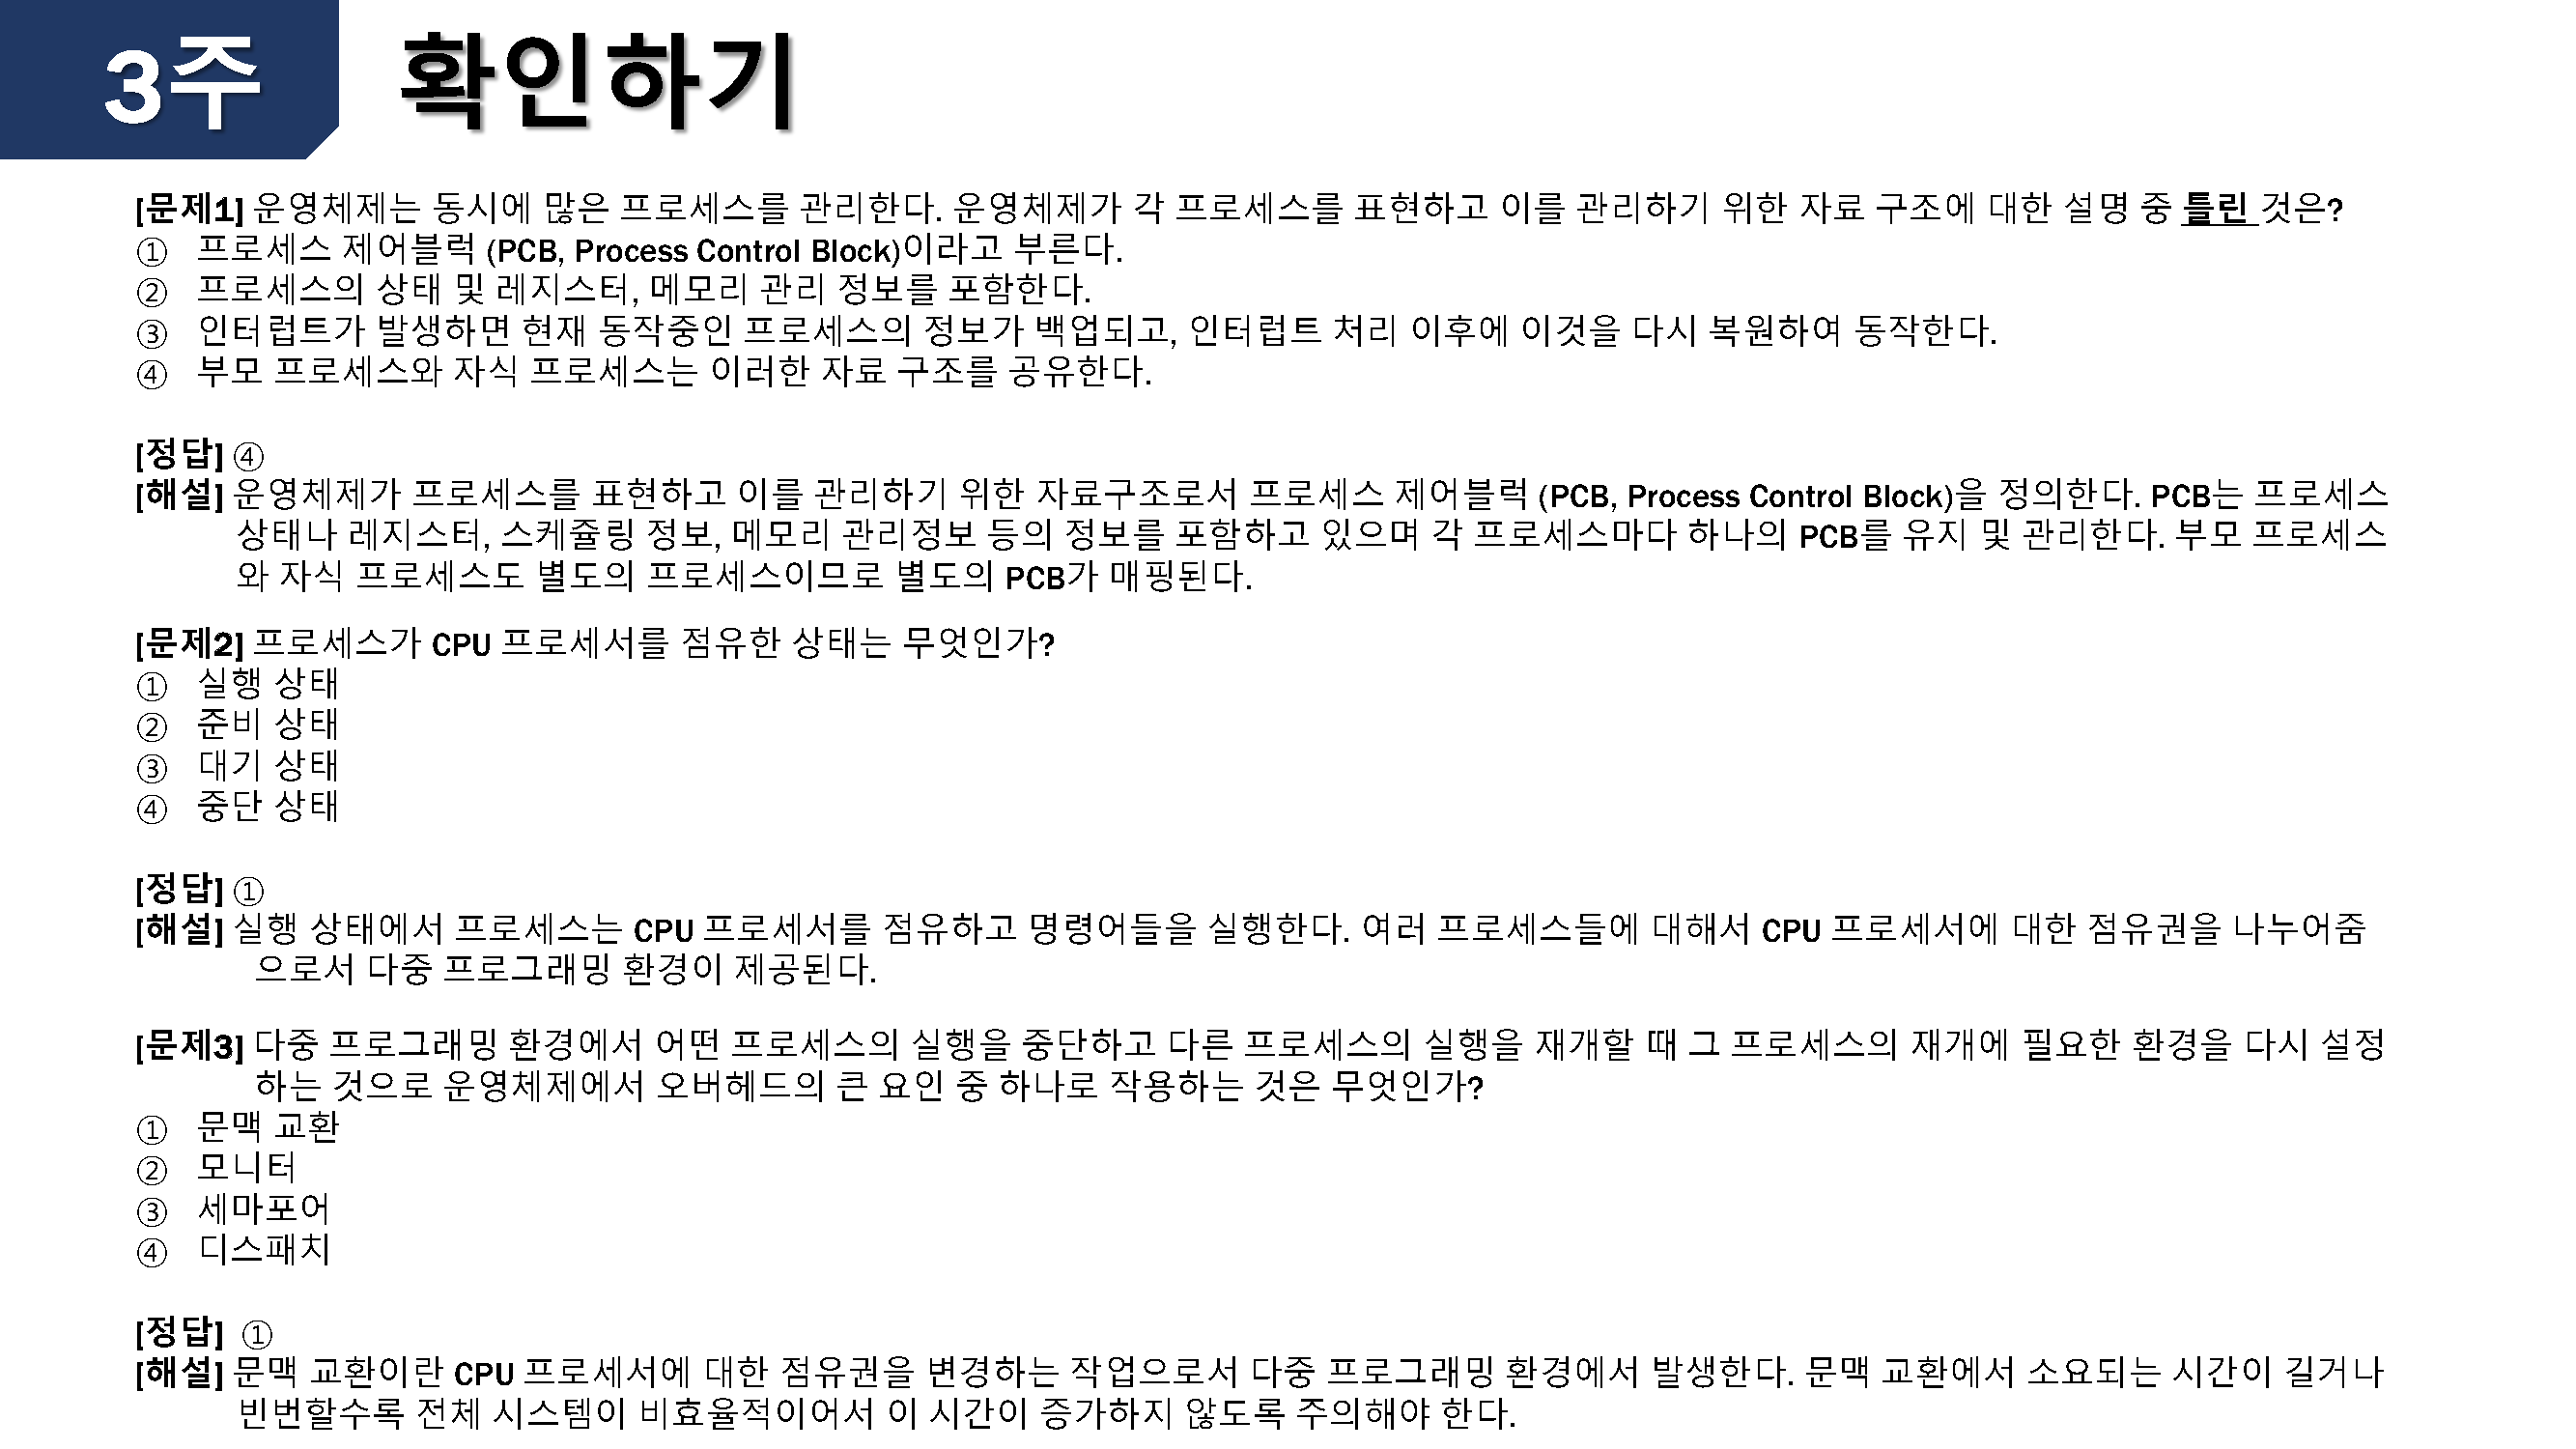 3주
확인하기
[문제1] 운영체제는 동시에 많은 프로세스를 관리한다. 운영체제가 각 프로세스를 표현하고 이를 관리하기 위한 자료 구조에 대한 설명 중 틀린 것은?
① 프로세스 제어블럭 (PCB, Process Control Block)이라고 부른다.
② 프로세스의 상태 및 레지스터, 메모리 관리 정보를 포함한다.
③ 인터럽트가 발생하면 현재 동작중인 프로세스의 정보가 백업되고, 인터럽트 처리 이후에 이것을 다시 복원하여 동작한다.
④ 부모 프로세스와 자식 프로세스는 이러한 자료 구조를 공유한다.
[정답] ④
[해설] 운영체제가 프로세스를 표현하고 이를 관리하기 위한 자료구조로서 프로세스 제어블럭 (PCB, Process Control Block)을 정의한다. PCB는 프로세스
상태나 레지스터, 스케쥴링 정보, 메모리 관리정보 등의 정보를 포함하고 있으며 각 프로세스마다 하나의 PCB를 유지 및 관리한다. 부모 프로세스
와 자식 프로세스도 별도의 프로세스이므로 별도의 PCB가 매핑된다.
[문제2] 프로세스가 CPU 프로세서를 점유한 상태는 무엇인가?
① 실행 상태
② 준비 상태
③ 대기 상태
④ 중단 상태
[정답] ①
[해설] 실행 상태에서 프로세스는 CPU 프로세서를 점유하고 명령어들을 실행한다. 여러 프로세스들에 대해서 CPU 프로세서에 대한 점유권을 나누어줌
으로서 다중 프로그래밍 환경이 제공된다.
[문제3] 다중 프로그래밍 환경에서 어떤 프로세스의 실행을 중단하고 다른 프로세스의 실행을 재개할 때 그 프로세스의 재개에 필요한 환경을 다시 설정
하는 것으로 운영체제에서 오버헤드의 큰 요인 중 하나로 작용하는 것은 무엇인가?
① 문맥 교환
② 모니터
③ 세마포어
④ 디스패치
[정답] ①
[해설] 문맥 교환이란 CPU 프로세서에 대한 점유권을 변경하는 작업으로서 다중 프로그래밍 환경에서 발생한다. 문맥 교환에서 소요되는 시간이 길거나
빈번할수록 전체 시스템이 비효율적이어서 이 시간이 증가하지 않도록 주의해야 한다.